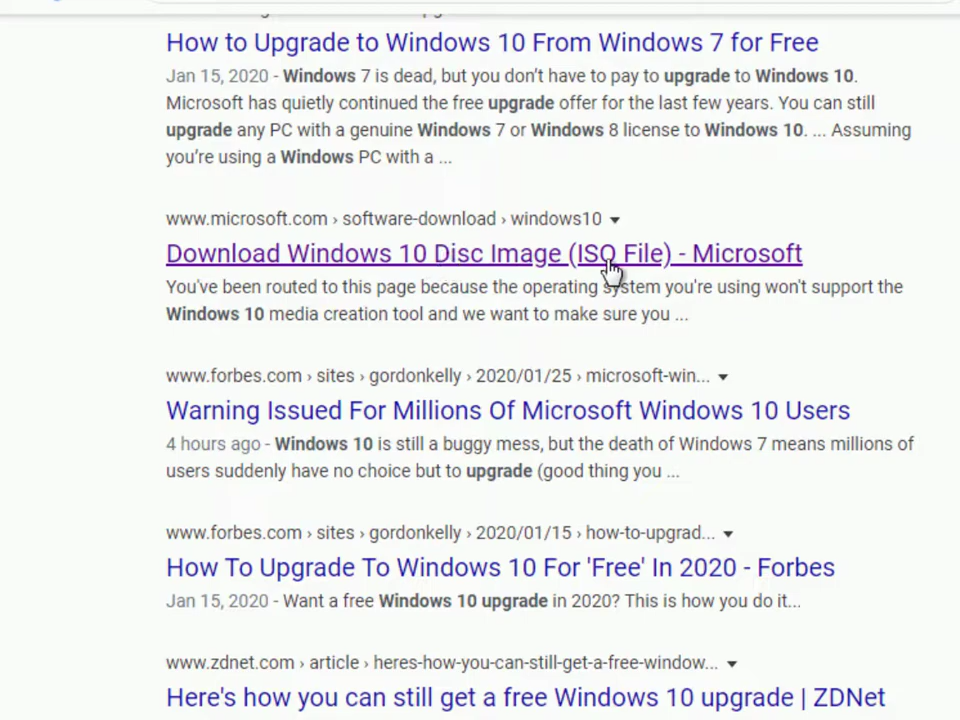 How to Upgrade to Windows 10 From Windows 7 for Free
Jan 15, 2020 - Windows 7 is dead, but you don't have to pay to upgrade to Windows 10.
Microsoft has quietly continued the free upgrade offer for the last few years. You can still
upgrade any PC with a genuine Windows 7 or Windows 8 license to Windows 10. ... Assuming
you're using a Windows PC with a ...
www.microsoft.com › software-download › windows10
Download Windows 10 Disc Image (ISO File) - Microsoft
You've been routed to this page because the operating system you're using won't support the
Windows 10 media creation tool and we want to make sure you ...
www.forbes.com › sites › gordonkelly › 2020/01/25 › microsoft-win...
Warning Issued For Millions Of Microsoft Windows 10 Users
4 hours ago - Windows 10 is still a buggy mess, but the death of Windows 7 means millions of
users suddenly have no choice but to upgrade (good thing you ...
www.forbes.com › sites › gordonkelly › 2020/01/15 › how-to-upgrad...
How To Upgrade To Windows 10 For 'Free' In 2020 - Forbes
Jan 15, 2020 - Want a free Windows 10 upgrade in 2020? This is how you do it...
www.zdnet.com › article › heres-how-you-can-still-get-a-free-window...
Here's how you can still get a free Windows 10 upgrade | ZDNet